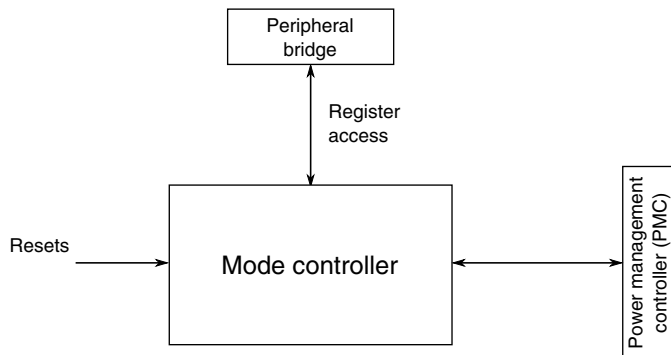 Peripheral
bridge
Register
access
Resets
Mode controller
Power management
controller (PMC)